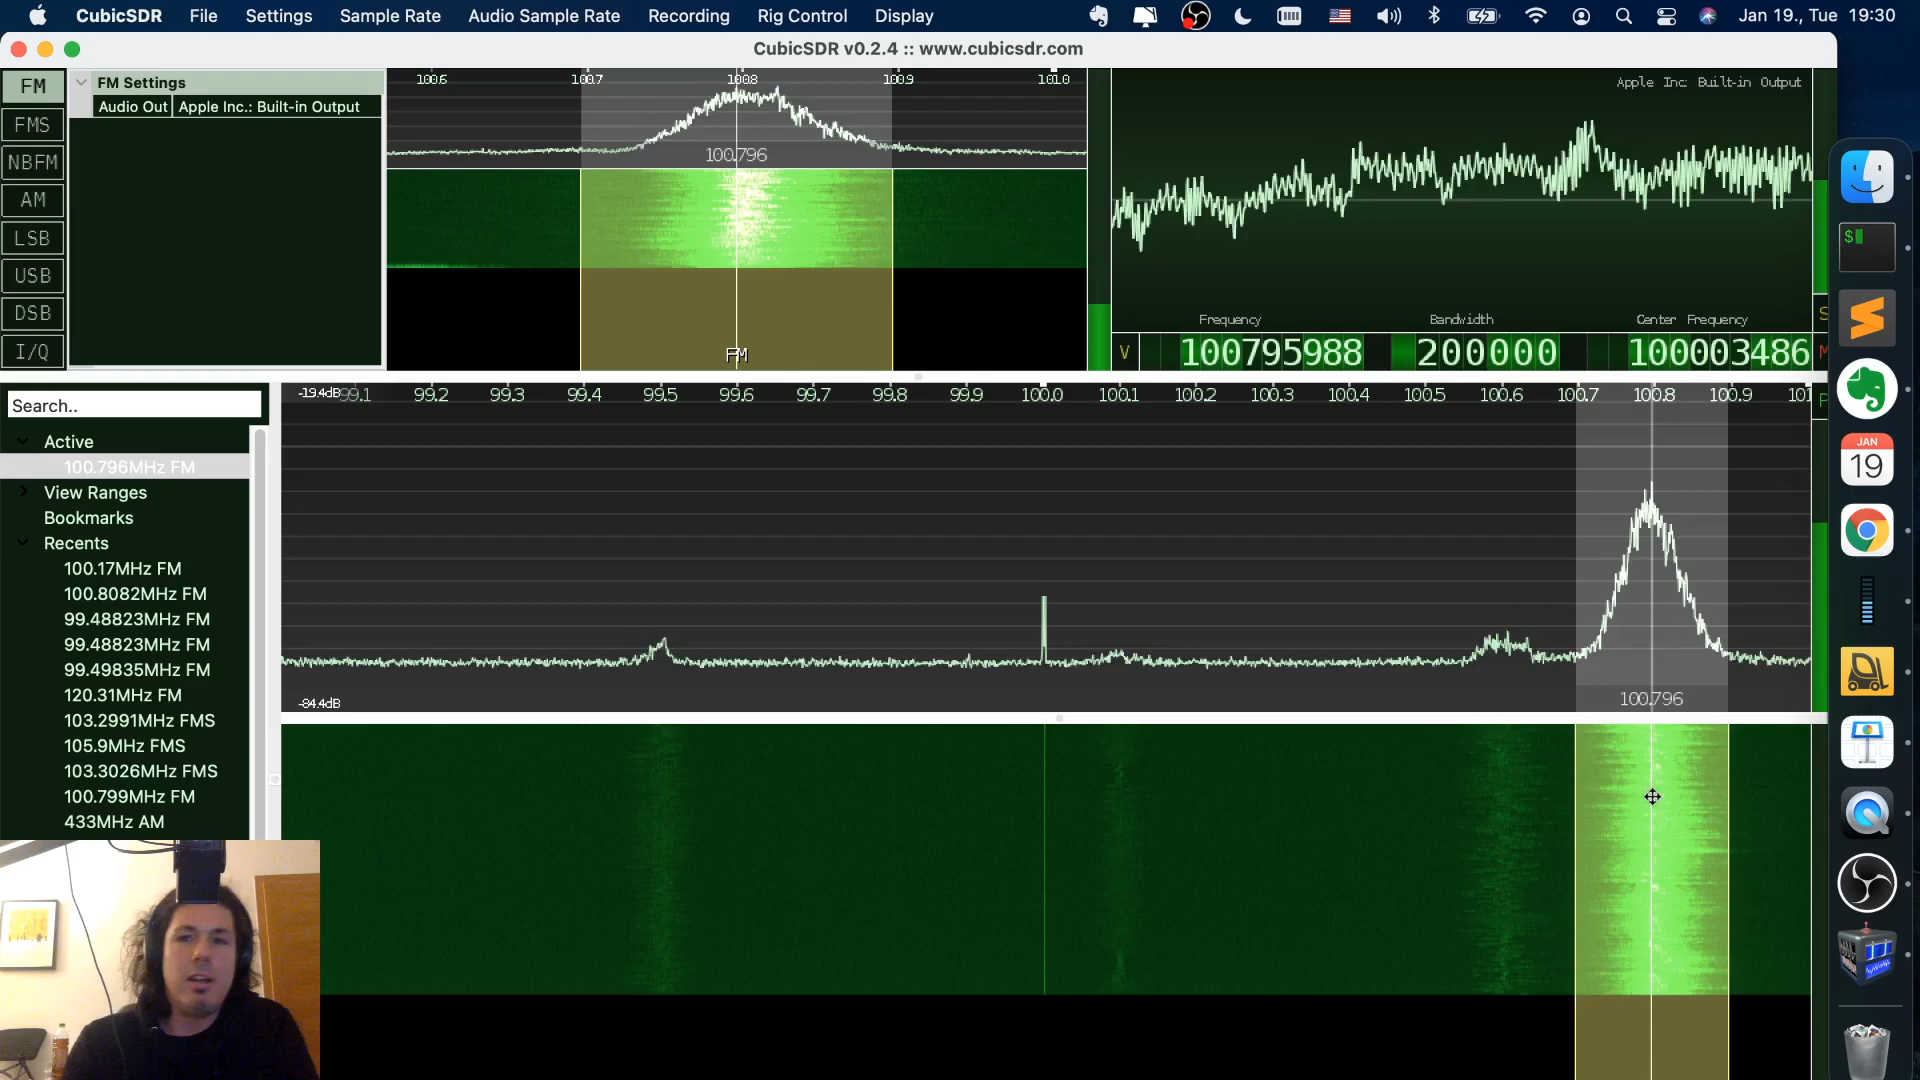 CubicSDR File Settings Sample Rate Audio Sample Rate Recording Rig Control Display Jan 19., Tue 19:30
CubicSDR v0.2.4 :: www.cubicsdr.com
FM
FMS
NBFM
AM
LSB
USB
DSB
I/Q
FM Settings
Audio Out Apple Inc.: Built-in Output
100.6 100.7 100.8 100.9 101.0
100.796
FM
Apple Inc: Built-in Output
Frequency Bandwidth Center Frequency
V 100795988 200000 100003486 M
S
P
Search..
Active
100.796MHz FM
View Ranges
Bookmarks
Recents
100.17MHz FM
100.8082MHz FM
99.48823MHz FM
99.48823MHz FM
99.49835MHz FM
120.31MHz FM
103.2991MHz FMS
105.9MHz FMS
103.3026MHz FMS
100.799MHz FM
433MHz AM
-19.4dB 99.1 99.2 99.3 99.4 99.5 99.6 99.7 99.8 99.9 100.0 100.1 100.2 100.3 100.4 100.5 100.6 100.7 100.8 100.9 101
100.796
-84.4dB
$
JAN
19